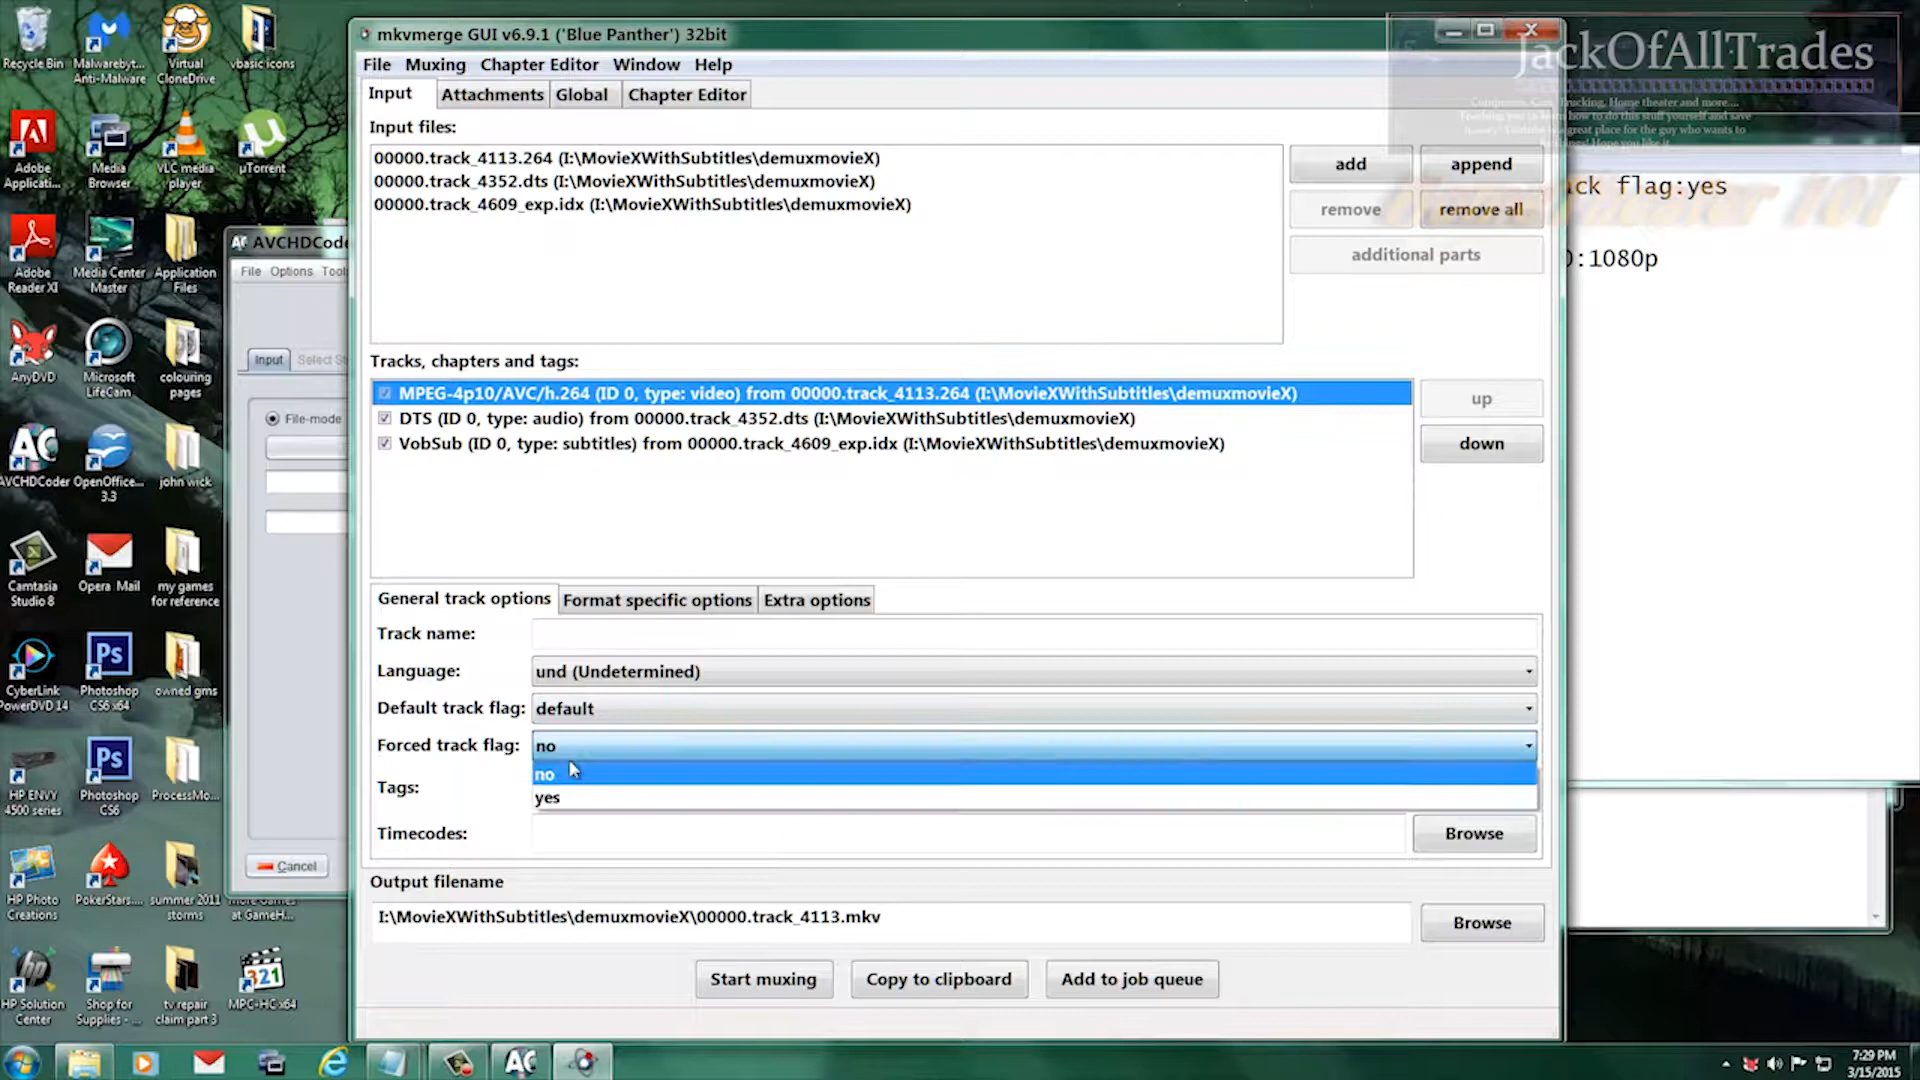 mkvmerge GUI v6.9.1 ('Blue Panther') 32bit
File Muxing Chapter Editor Window Help
Input Attachments Global Chapter Editor
Input files:
00000.track_4113.264 (I:\MovieXWithSubtitles\demuxmovieX)
00000.track_4352.dts (I:\MovieXWithSubtitles\demuxmovieX)
00000.track_4609_exp.idx (I:\MovieXWithSubtitles\demuxmovieX)
add append
remove remove all
additional parts
Tracks, chapters and tags:
MPEG-4p10/AVC/h.264 (ID 0, type: video) from 00000.track_4113.264 (I:\MovieXWithSubtitles\demuxmovieX)
DTS (ID 0, type: audio) from 00000.track_4352.dts (I:\MovieXWithSubtitles\demuxmovieX)
VobSub (ID 0, type: subtitles) from 00000.track_4609_exp.idx (I:\MovieXWithSubtitles\demuxmovieX)
up
down
General track options Format specific options Extra options
Track name:
Language: und (Undetermined)
Default track flag: default
Forced track flag: no
no
yes
Tags:
Timecodes: Browse
Output filename
I:\MovieXWithSubtitles\demuxmovieX\00000.track_4113.mkv Browse
Start muxing Copy to clipboard Add to job queue
JackOfAllTrades
ck flag:yes
101
:1080p
AVCHDCode
File Options Tool
Input Select St
File-mode
Cancel
Recycle Bin
Malwarebyt... Anti-Malware
Virtual CloneDrive
vbasic icons
Adobe Applicati...
Media Browser
VLC media player
µTorrent
Adobe Reader XI
Media Center Master
Application Files
AnyDVD
Microsoft LifeCam
colouring pages
AVCHDCoder
OpenOffice... 3.3
john wick
Camtasia Studio 8
Opera Mail
my games for reference
CyberLink PowerDVD 14
Photoshop CS6 x64
owned gms
HP ENVY 4500 series
Photoshop CS6
ProcessMo...
HP Photo Creations
PokerStars....
summer 2011 storms
at GameH...
HP Solution Center
Shop for Supplies - ...
tv repair claim part 3
MPC-HC x64
7:29 PM
3/15/2015